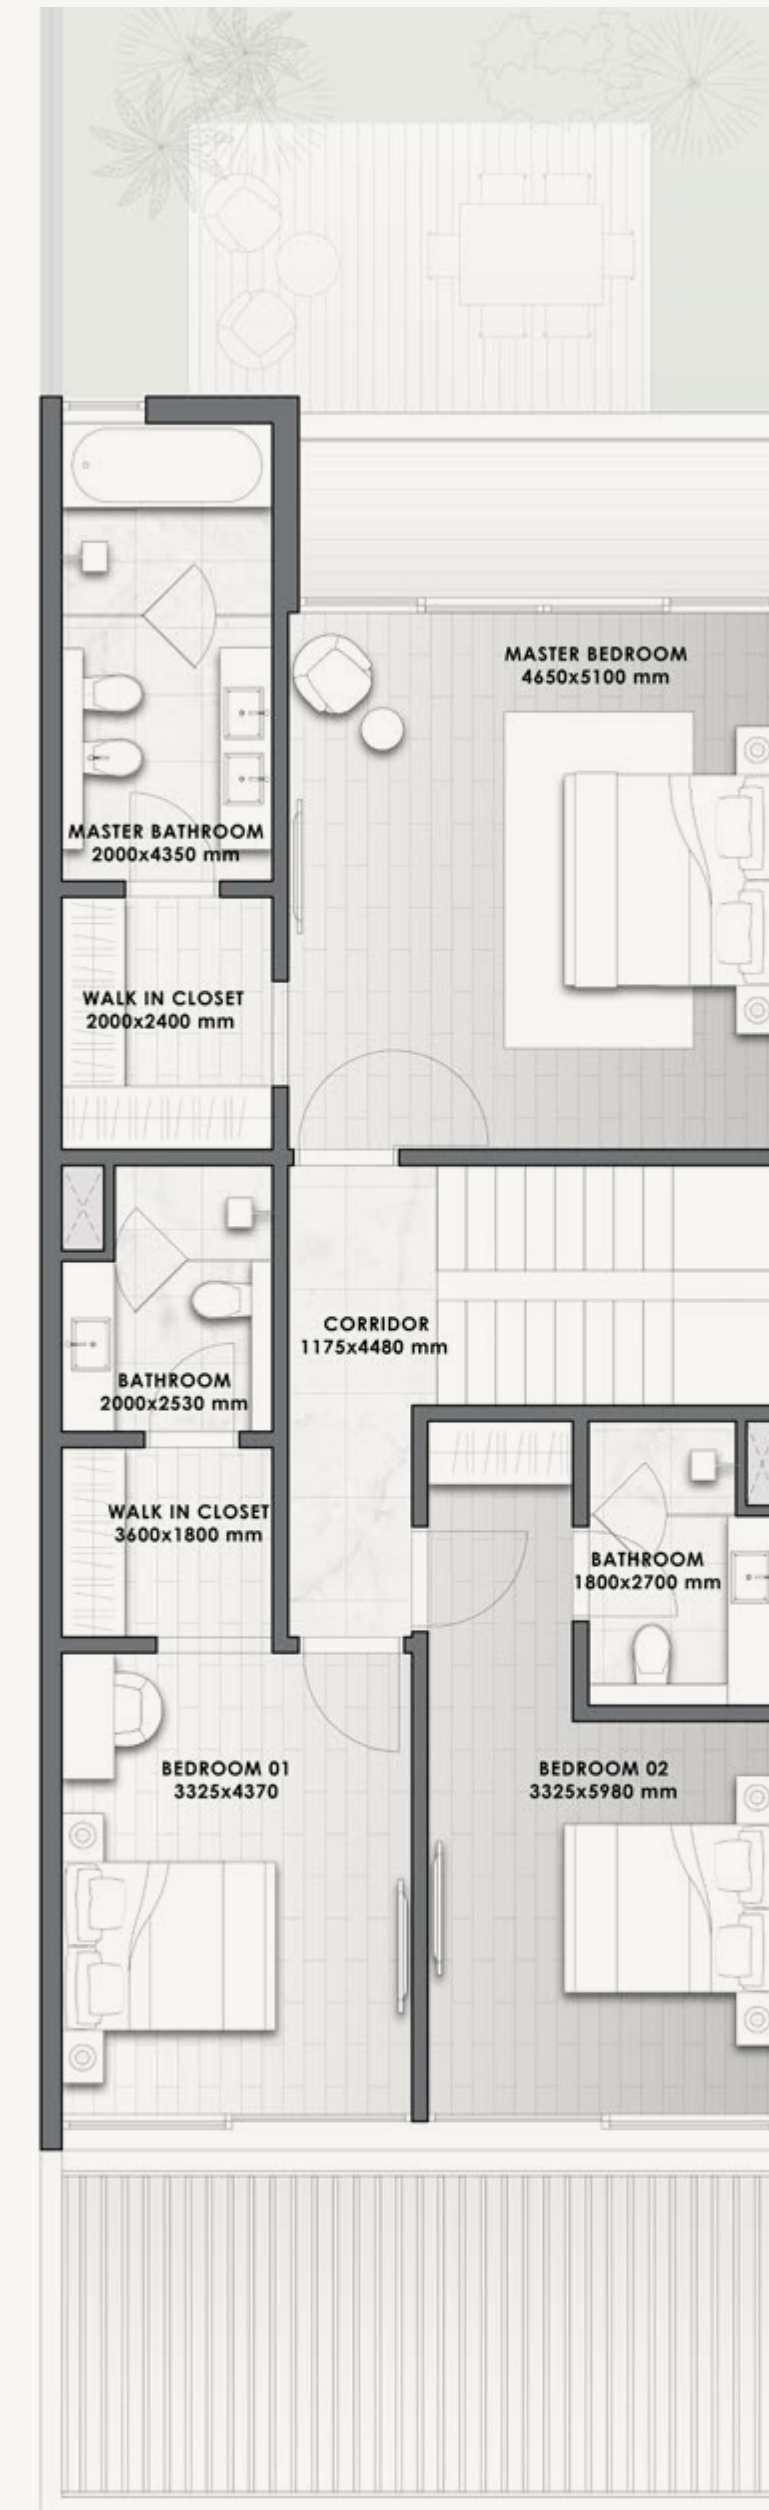 MASTER BEDROOM
4650x5100 mm
MASTER BATHROOM
2000x4350 mm
WALK IN CLOSET
2000x2400 mm
CORRIDOR
1175x4480 mm
BATHROOM
2000x2530 mm
WALK IN CLOSET
3600x1800 mm
BATHROOM
1800x2700 mm
BEDROOM 01
3325x4370
BEDROOM 02
3325x5980 mm